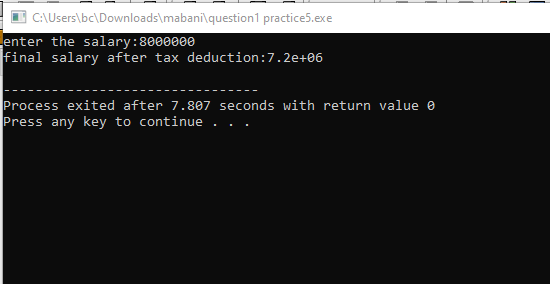 C:\Users\bc\Downloads\mabani\question1 practice5.exe
enter the salary:8000000
final salary after tax deduction:7.2e+06
--------------------------------
Process exited after 7.807 seconds with return value 0
Press any key to continue . . .